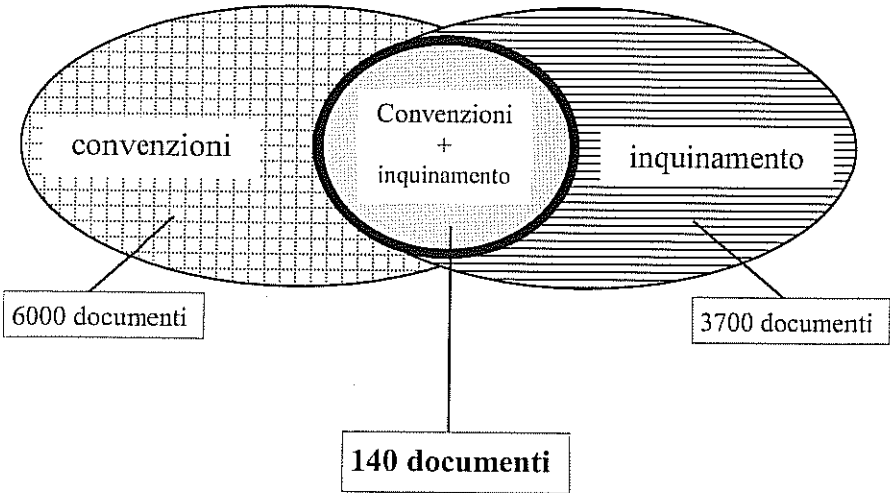 convenzioni
Convenzioni
+
inquinamento
inquinamento
6000 documenti
3700 documenti
140 documenti